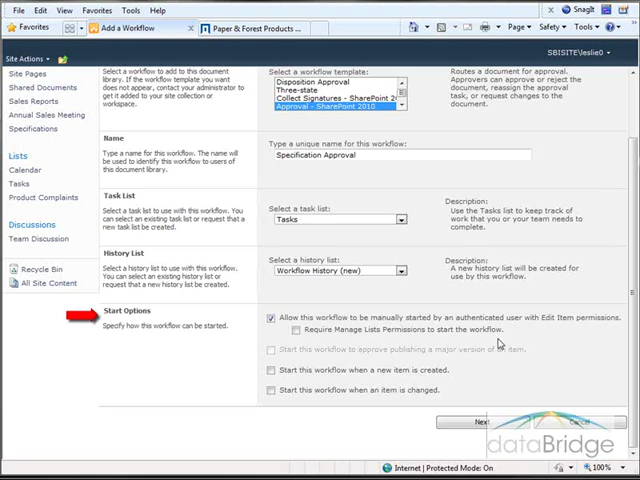 File Edit View Favorites Tools Help
SnagIt
Favorites
Add a Workflow
Paper & Forest Products ...
Page Safety Tools
SBISITE\leslie0
Site Actions
Site Pages
Shared Documents
Sales Reports
Annual Sales Meeting
Specifications
Lists
Calendar
Tasks
Product Complaints
Discussions
Team Discussion
Recycle Bin
All Site Content
Select a workflow to add to this document
library. If the workflow template you want
does not appear, contact your administrator
to get it added to your site collection or
workspace.
Select a workflow template:
Disposition Approval
Three-state
Collect Signatures - SharePoint 2
Approval - SharePoint 2010
Routes a document for approval.
Approvers can approve or reject
the document, reassign the
approval task, or request
changes to the document.
Name
Type a name for this workflow. The name will
be used to identify this workflow to users of
this document library.
Type a unique name for this workflow:
Specification Approval
Task List
Select a task list to use with this workflow. You
can select an existing task list or request that
a new task list be created.
Select a task list:
Tasks
Description:
Use the Tasks list to keep track of
work that you or your team needs to
complete.
History List
Select a history list to use with this workflow.
You can select an existing history list or
request that a new history list be created.
Select a history list:
Workflow History (new)
Description:
A new history list will be created for
use by this workflow.
Start Options
Specify how this workflow can be started.
Allow this workflow to be manually started by an authenticated user with Edit Item permissions.
Require Manage Lists Permissions to start the workflow.
Start this workflow to approve publishing a major version of an item.
Start this workflow when a new item is created.
Start this workflow when an item is changed.
Next Cancel
dataBridge
Internet | Protected Mode: On
100%